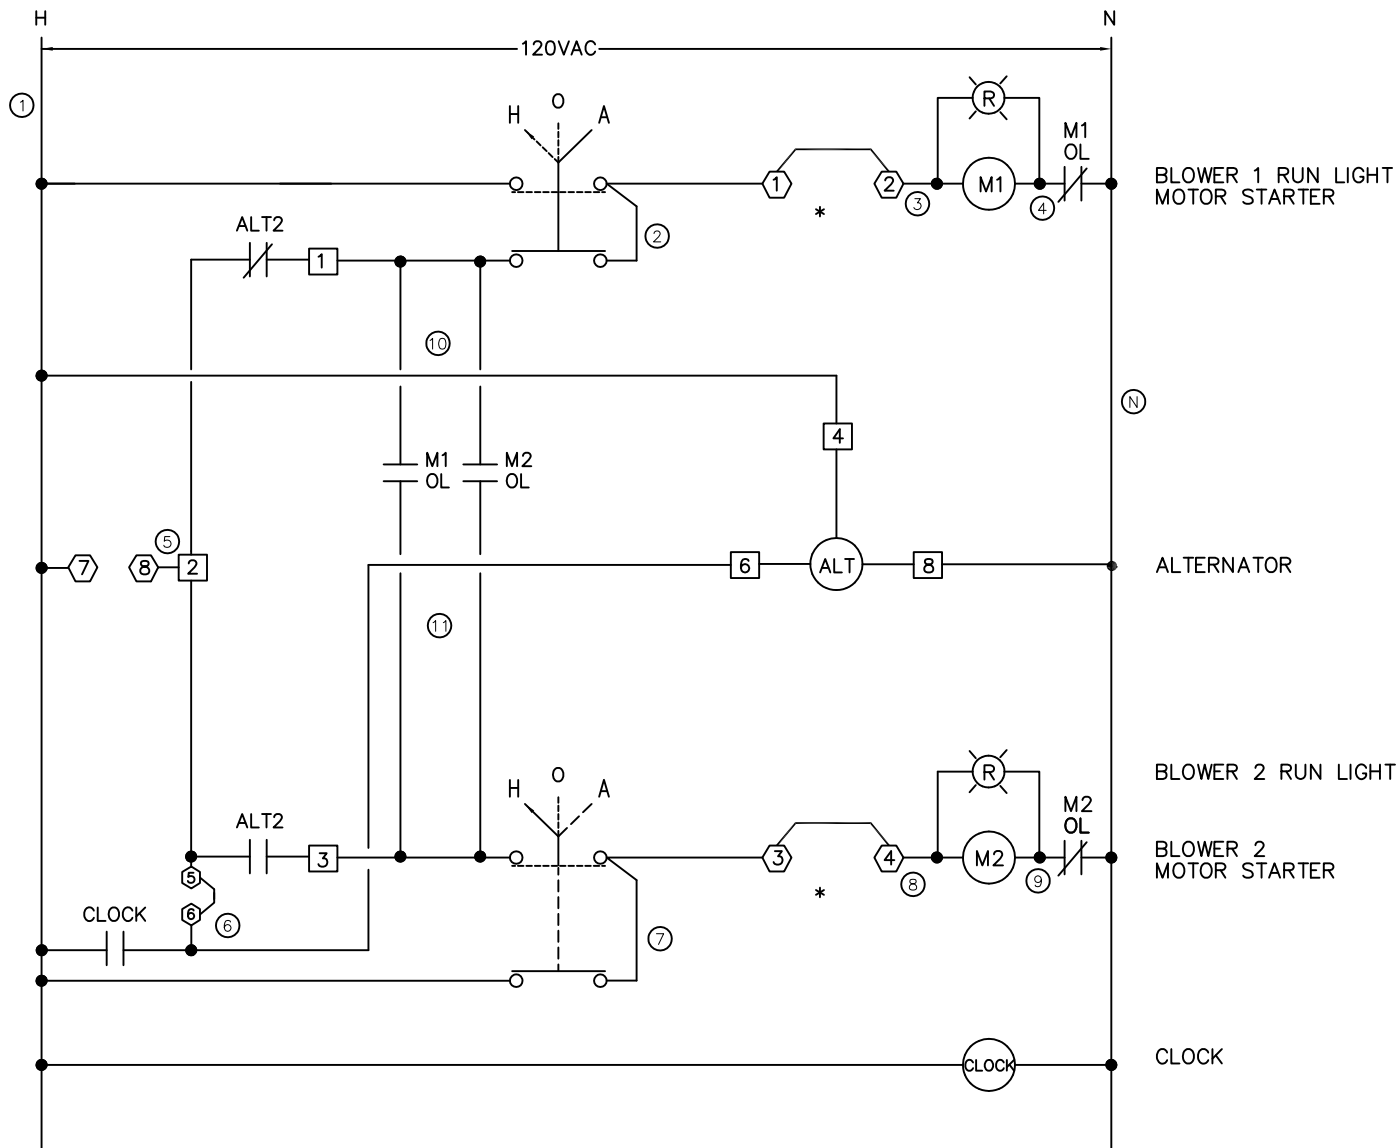 H
N
120VAC
1
R
O
H
A
M1
OL
1
2
M1
BLOWER 1 RUN LIGHT
MOTOR STARTER
3
4
*
ALT2
1
2
10
N
4
M1
OL
M2
OL
5
7
8
2
6
ALT
8
ALTERNATOR
11
R
BLOWER 2 RUN LIGHT
O
H
A
M2
OL
ALT2
3
3
4
M2
BLOWER 2
MOTOR STARTER
5
8
9
*
6
CLOCK
6
7
CLOCK
CLOCK